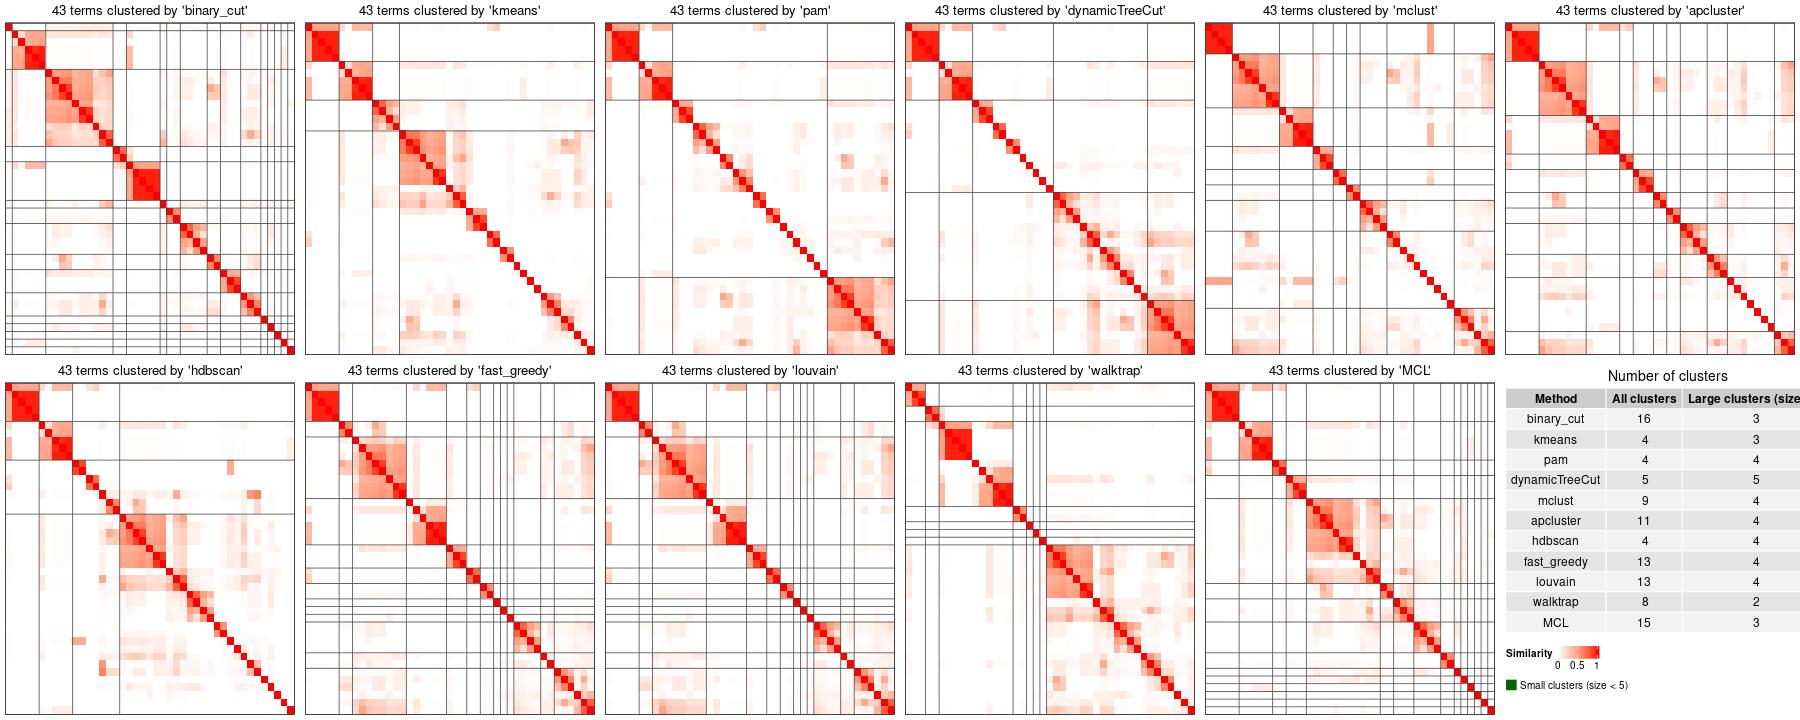 43 terms clustered by 'binary_cut'
43 terms clustered by 'kmeans'
43 terms clustered by 'pam'
43 terms clustered by 'dynamicTreeCut'
43 terms clustered by 'mclust'
43 terms clustered by 'apcluster'
43 terms clustered by 'hdbscan'
43 terms clustered by 'fast_greedy'
43 terms clustered by 'louvain'
43 terms clustered by 'walktrap'
43 terms clustered by 'MCL'
Number of clusters
Method All clusters Large clusters (size
binary_cut 16 3
kmeans 4 3
pam 4 4
dynamicTreeCut 5 5
mclust 9 4
apcluster 11 4
hdbscan 4 4
fast_greedy 13 4
louvain 13 4
walktrap 8 2
MCL 15 3
Similarity
0 0.5 1
Small clusters (size < 5)